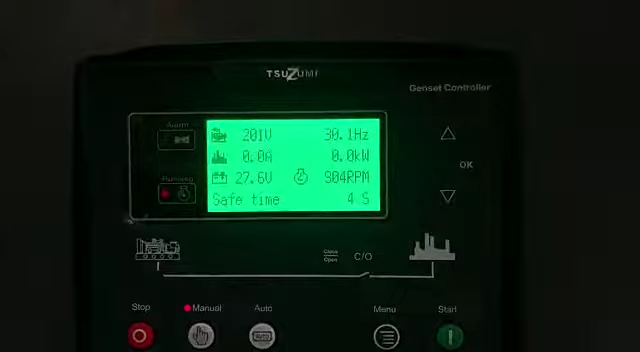 TSUZUMI
Genset Controller
Alarm
Running
201V 30.1Hz
0.0A 0.0kW
27.6V 904RPM
Safe time 4 S
OK
Close
Open
C/O
Stop
Manual
Auto
Menu
Start
AUTO